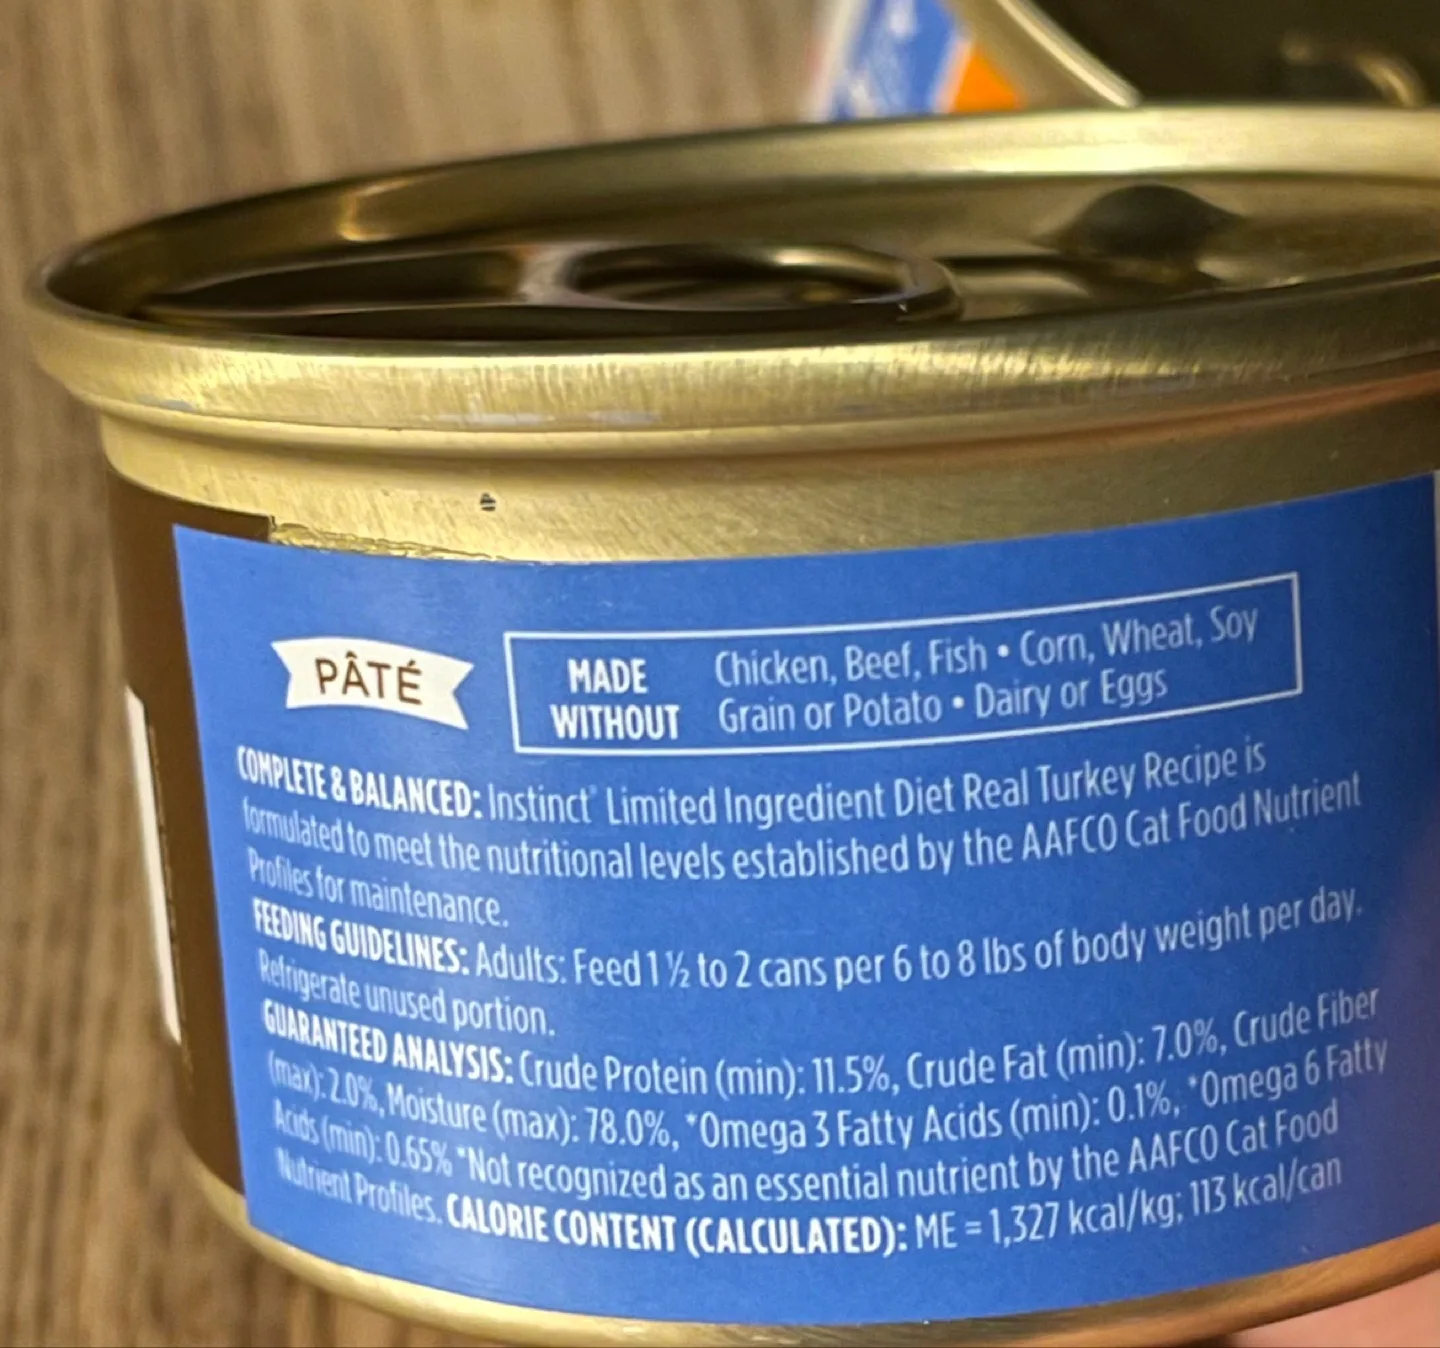 PÂTÉ
MADE WITHOUT
Chicken, Beef, Fish • Corn, Wheat, Soy
Grain or Potato • Dairy or Eggs
COMPLETE & BALANCED: Instinct® Limited Ingredient Diet Real Turkey Recipe is
formulated to meet the nutritional levels established by the AAFCO Cat Food Nutrient
Profiles for maintenance.
FEEDING GUIDELINES: Adults: Feed 1 ½ to 2 cans per 6 to 8 lbs of body weight per day.
Refrigerate unused portion.
GUARANTEED ANALYSIS: Crude Protein (min): 11.5%, Crude Fat (min): 7.0%, Crude Fiber
(max): 2.0%, Moisture (max): 78.0%, *Omega 3 Fatty Acids (min): 0.1%, *Omega 6 Fatty
Acids (min): 0.65% *Not recognized as an essential nutrient by the AAFCO Cat Food
Nutrient Profiles. CALORIE CONTENT (CALCULATED): ME = 1,327 kcal/kg; 113 kcal/can